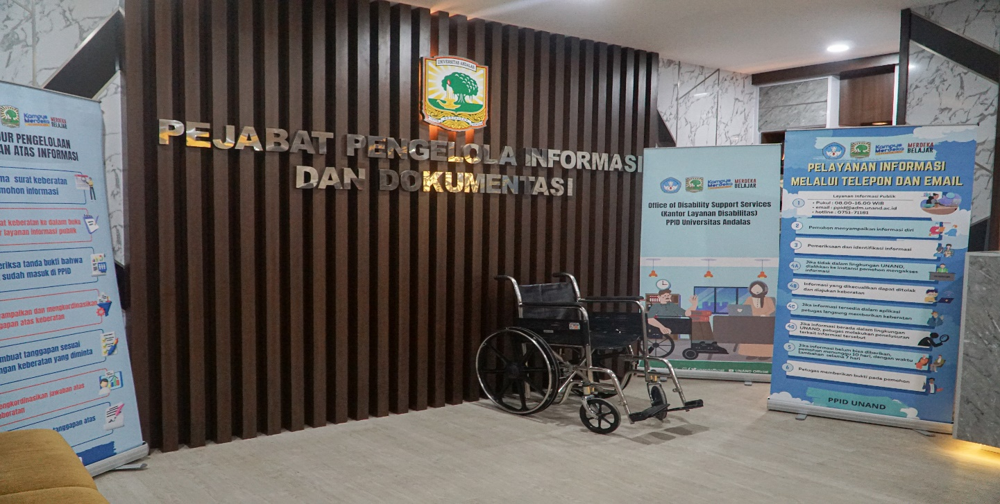 UNIVERSITAS ANDALAS
PEJABAT PENGELOLA INFORMASI
DAN DOKUMENTASI
Kampus
Merdeka
MERDEKA
BELAJAR
DUR PENGELOLAAN
AN ATAS INFORMASI
ma surat keberatan
mohon informasi
at keberatan ke dalam buku
r layanan informasi publik
eriksa tanda bukti bahwa
sudah masuk di PPID
yampaikan dan mengkordinasikan
ggapan atas keberatan
mbuat tanggapan sesuai
ngan keberatan yang diminta
ongkordinasikan jawaban atas
eberatan
tanggapan atas
Kampus
Merdeka
MERDEKA
BELAJAR
Office of Disability Support Services
(Kantor Layanan Disabilitas)
PPID Universitas Andalas
UNAND Official
Kampus
Merdeka
MERDEKA
BELAJAR
PELAYANAN INFORMASI
MELALUI TELEPON DAN EMAIL
Layanan Informasi Publik
1
• Pukul : 08.00-16.00 WIB
• email : ppid@adm.unand.ac.id
• hotline : 0751-71181
2 Pemohon menyampaikan informasi diri
3 Pemeriksaan dan identifikasi informasi
4A Jika tidak dalam lingkungan UNAND,
dialihkan ke instansi pemohon mengakses
informasi
4B Informasi yang dikecualikan dapat ditolak
dan diajukan keberatan
4C Jika informasi tersedia dalam aplikasi
petugas langsung memberikan keberatan
4D Jika informasi berada dalam lingkungan
UNAND, petugas melakukan penelusuran
terkait informasi tersebut
5 Jika informasi belum bisa diberikan,
pemohon menunggu 10 hari, dengan waktu
tambahan selama 7 hari
6 Petugas memberikan bukti pada pemohon
PPID UNAND